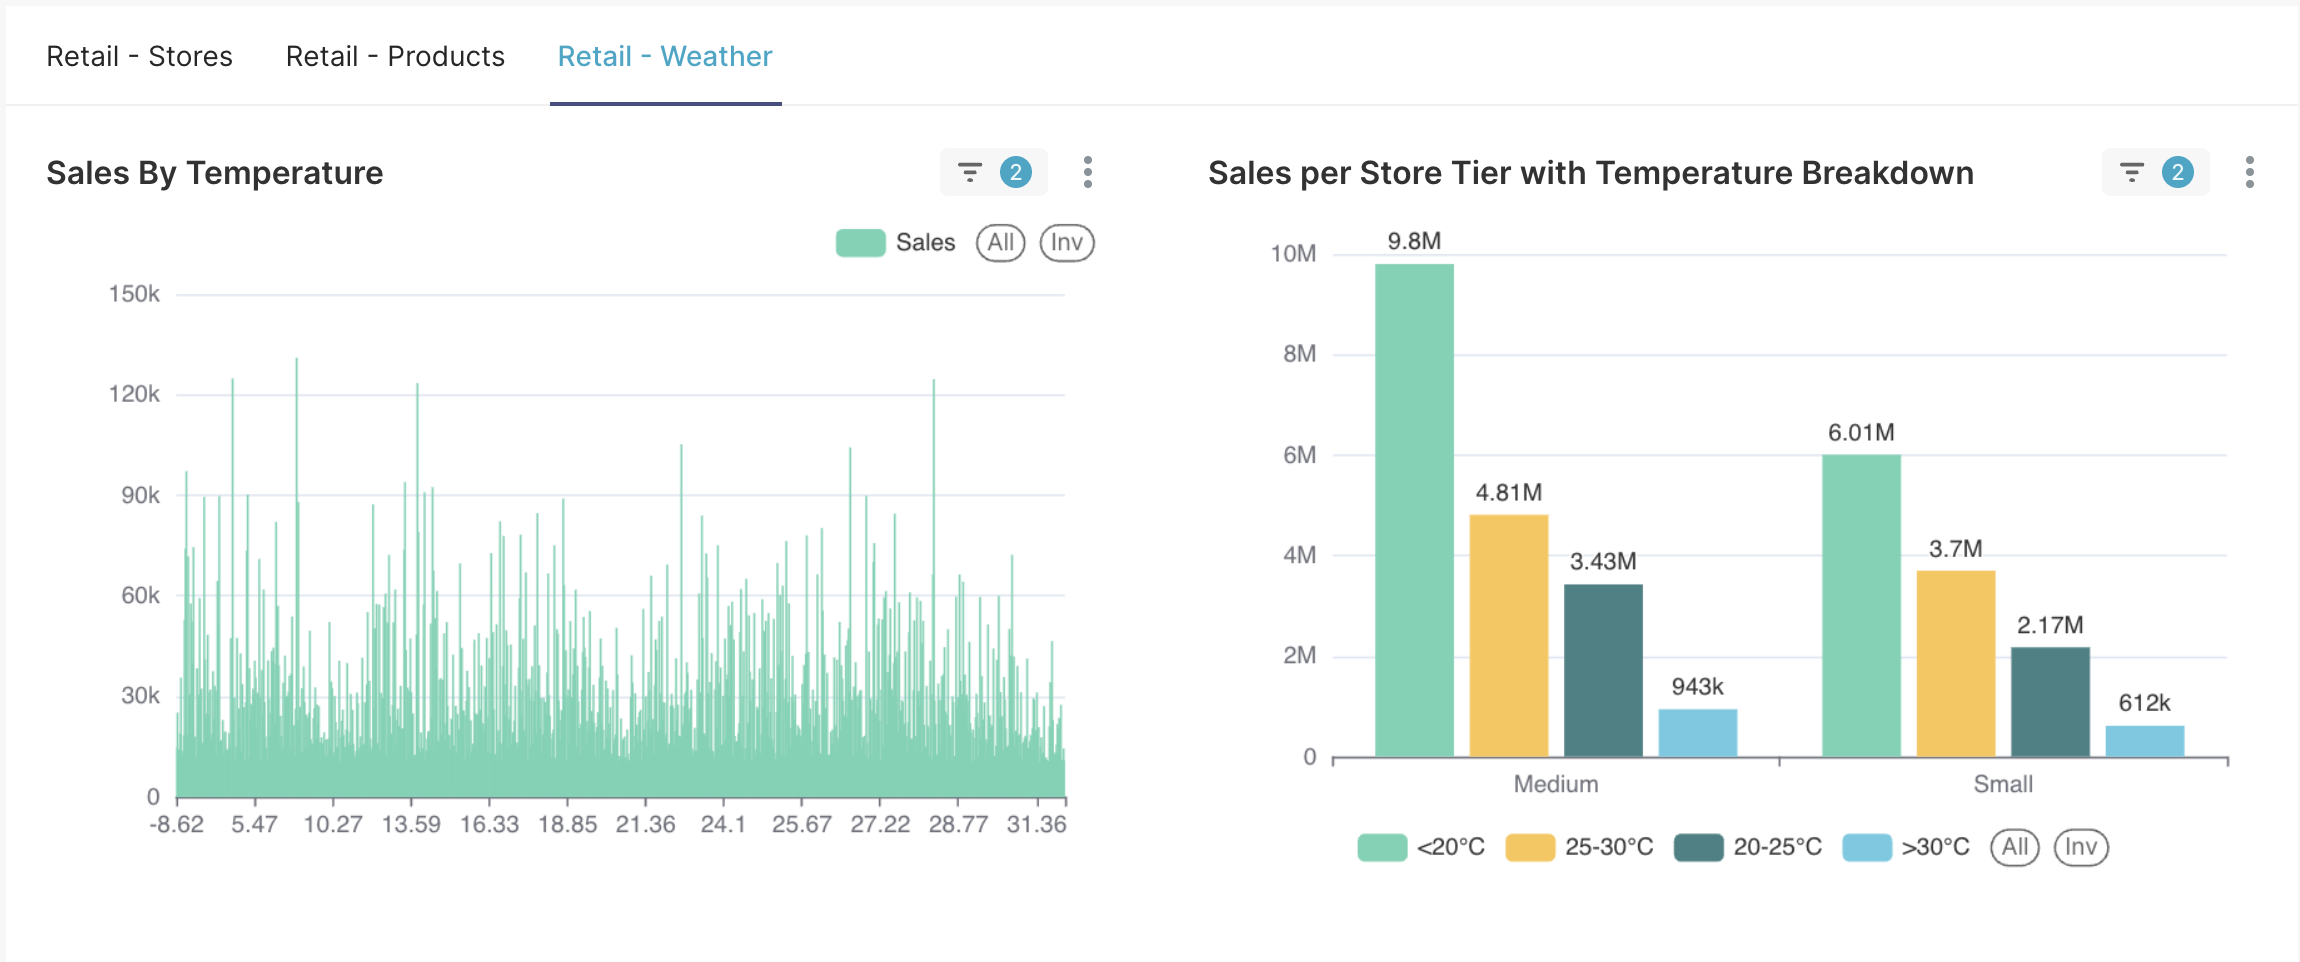 Retail - Stores Retail - Products Retail - Weather
Sales By Temperature 2
Sales All Inv
150k
120k
90k
60k
30k
0
-8.62 5.47 10.27 13.59 16.33 18.85 21.36 24.1 25.67 27.22 28.77 31.36
Sales per Store Tier with Temperature Breakdown 2
10M
8M
6M
4M
2M
0
9.8M
4.81M
3.43M
943k
6.01M
3.7M
2.17M
612k
Medium Small
<20°C 25-30°C 20-25°C >30°C All Inv